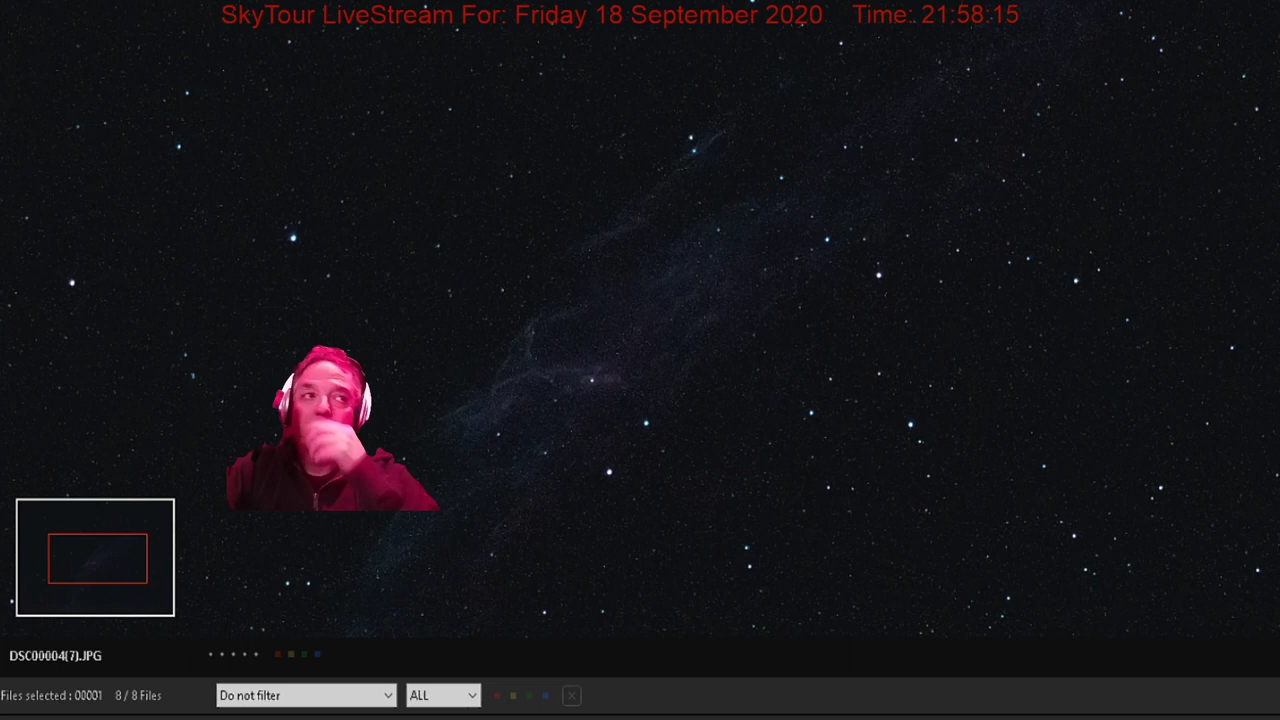 SkyTour LiveStream For: Friday 18 September 2020 Time: 21:58:15
DSC00004(7).JPG
Files selected : 00001 8 / 8 Files Do not filter ALL